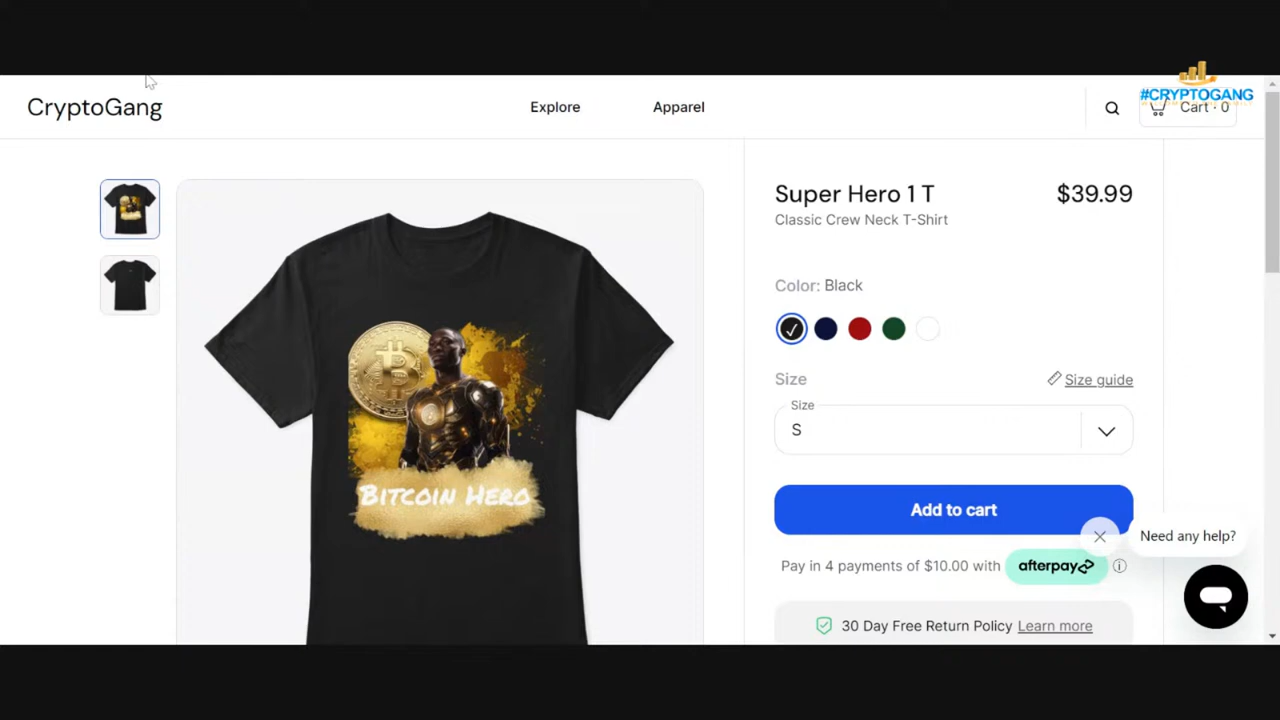 CryptoGang
Explore
Apparel
#CRYPTOGANG
Cart · 0
Super Hero 1 T
$39.99
Classic Crew Neck T-Shirt
Color: Black
Size
Size guide
Size
S
BITCOIN HERO
Add to cart
Need any help?
Pay in 4 payments of $10.00 with afterpay
30 Day Free Return Policy Learn more